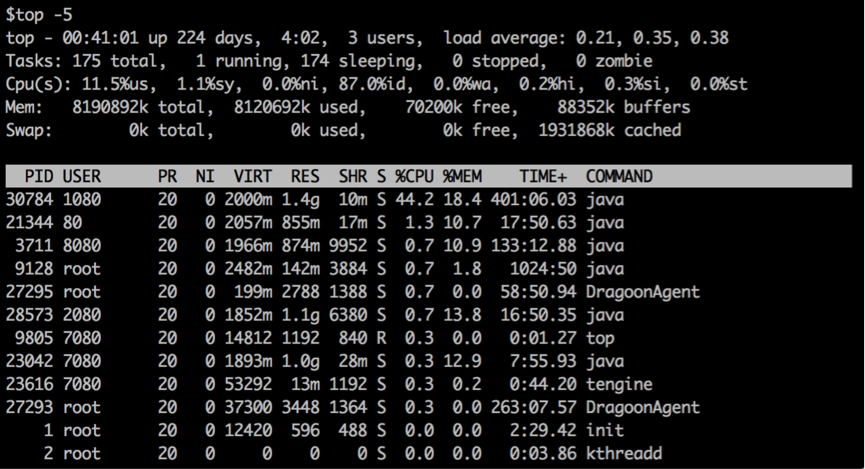 $top -5
top - 00:41:01 up 224 days,  4:02,  3 users,  load average: 0.21, 0.35, 0.38
Tasks: 175 total,   1 running, 174 sleeping,   0 stopped,   0 zombie
Cpu(s): 11.5%us,  1.1%sy,  0.0%ni, 87.0%id,  0.0%wa,  0.2%hi,  0.3%si,  0.0%st
Mem:   8190892k total,  8120692k used,    70200k free,    88352k buffers
Swap:        0k total,        0k used,        0k free,  1931868k cached
  PID USER      PR  NI  VIRT  RES  SHR S %CPU %MEM    TIME+  COMMAND
30784 1080      20   0 2000m 1.4g  10m S 44.2 18.4 401:06.03 java
21344 80        20   0 2057m 855m  17m S  1.3 10.7  17:50.63 java
 3711 8080      20   0 1966m 874m 9952 S  0.7 10.9 133:12.88 java
 9128 root      20   0 2482m 142m 3884 S  0.7  1.8   1024:50 java
27295 root      20   0  199m 2788 1388 S  0.7  0.0  58:50.94 DragoonAgent
28573 2080      20   0 1852m 1.1g 6380 S  0.7 13.8  16:50.35 java
 9805 7080      20   0 14812 1192  840 R  0.3  0.0   0:01.27 top
23042 7080      20   0 1893m 1.0g  28m S  0.3 12.9   7:55.93 java
23616 7080      20   0 53292  13m 1192 S  0.3  0.2   0:44.20 tengine
27293 root      20   0 37300 3448 1364 S  0.3  0.0 263:07.57 DragoonAgent
    1 root      20   0 12420  596  488 S  0.0  0.0   2:29.42 init
    2 root      20   0     0    0    0 S  0.0  0.0   0:03.86 kthreadd